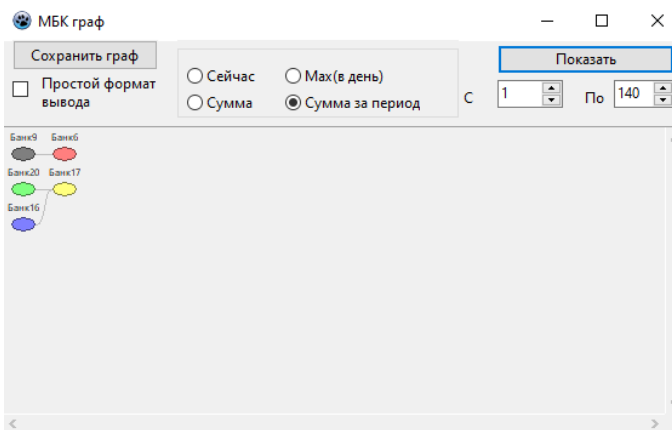 МБК граф
Сохранить граф
Простой формат
вывода
Сейчас
Max(в день)
Сумма
Сумма за период
Показать
С
1
По
140
Банк9
Банк6
Банк20
Банк17
Банк16